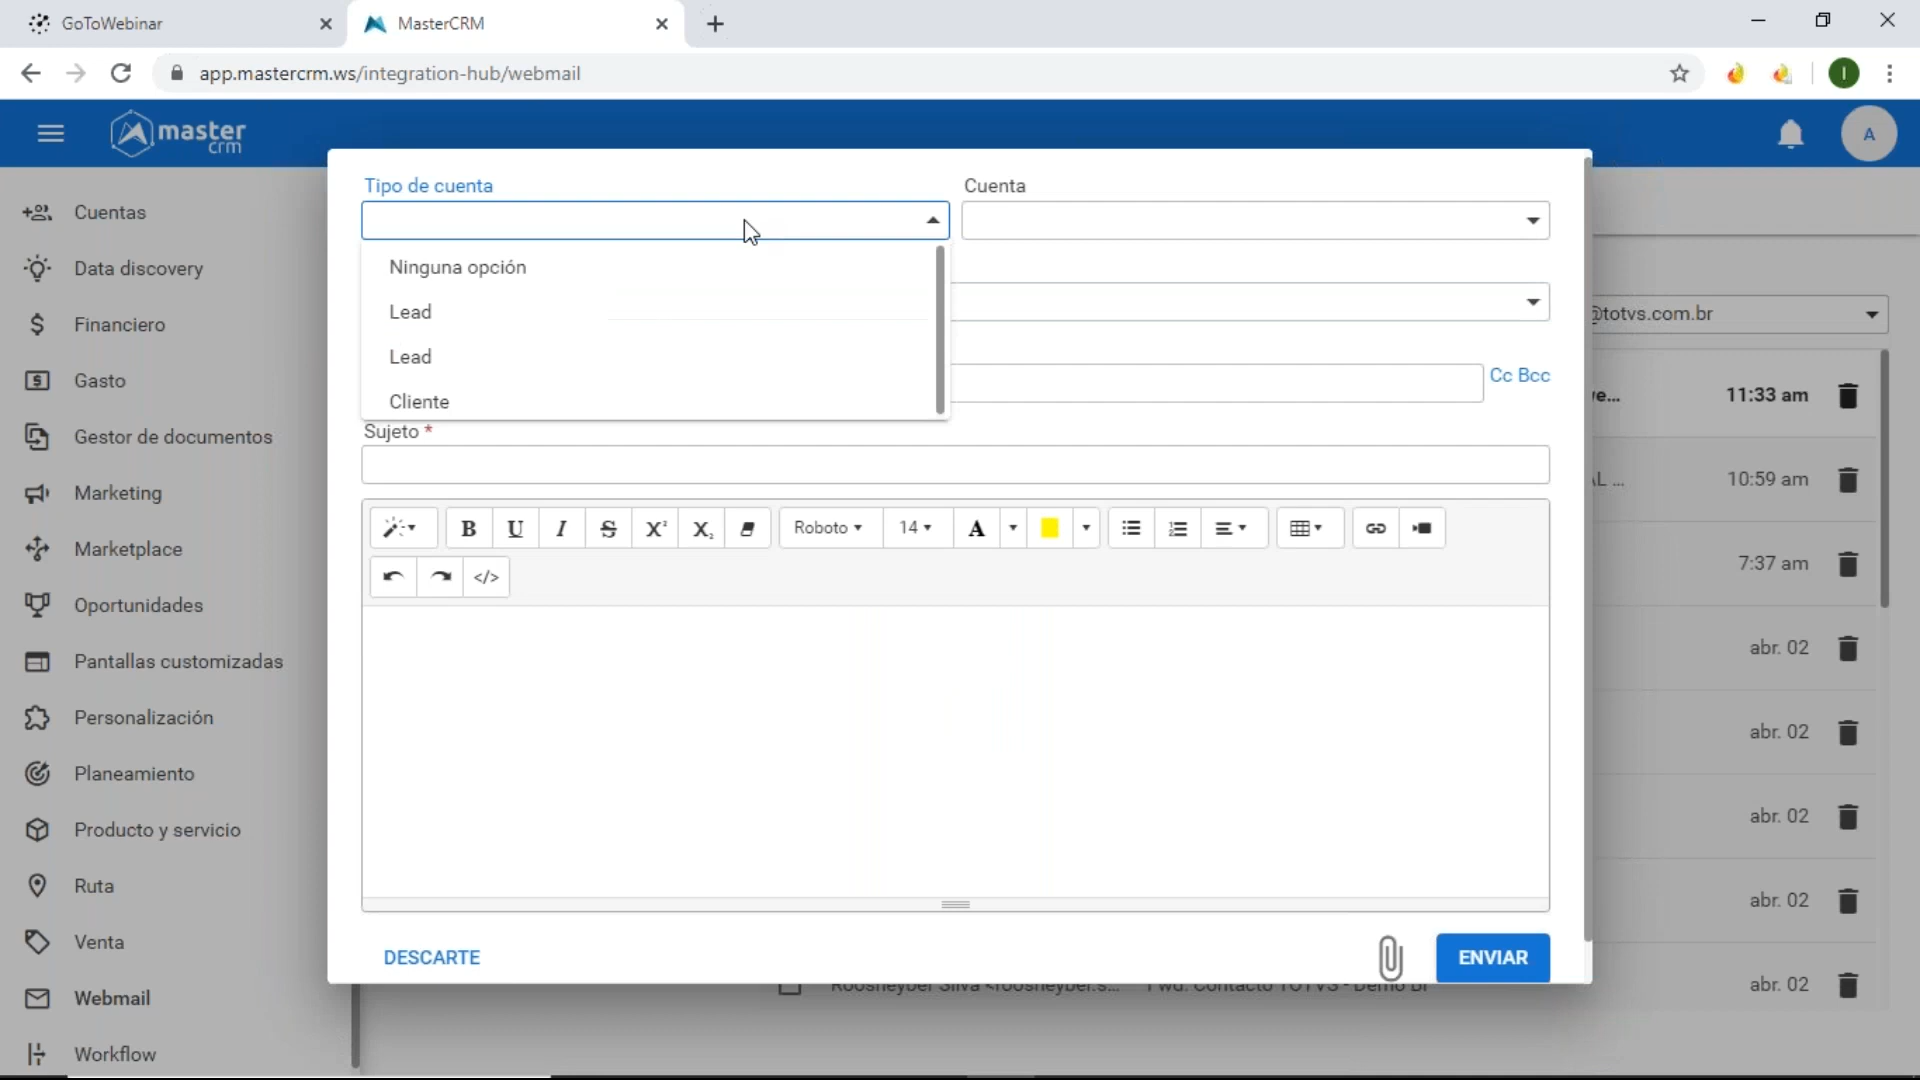 GoToWebinar
MasterCRM
app.mastercrm.ws/integration-hub/webmail
I
master
crm
A
Cuentas
Data discovery
Financiero
Gasto
Gestor de documentos
Marketing
Marketplace
Oportunidades
Pantallas customizadas
Personalización
Planeamiento
Producto y servicio
Ruta
Venta
Webmail
Workflow
Tipo de cuenta
Cuenta
Ninguna opción
Lead
Lead
Cliente
Cc Bcc
Sujeto *
B U I S X² X₂ Roboto 14 A
</>
DESCARTE
ENVIAR
@totvs.com.br
11:33 am
10:59 am
7:37 am
abr. 02
abr. 02
abr. 02
abr. 02
abr. 02